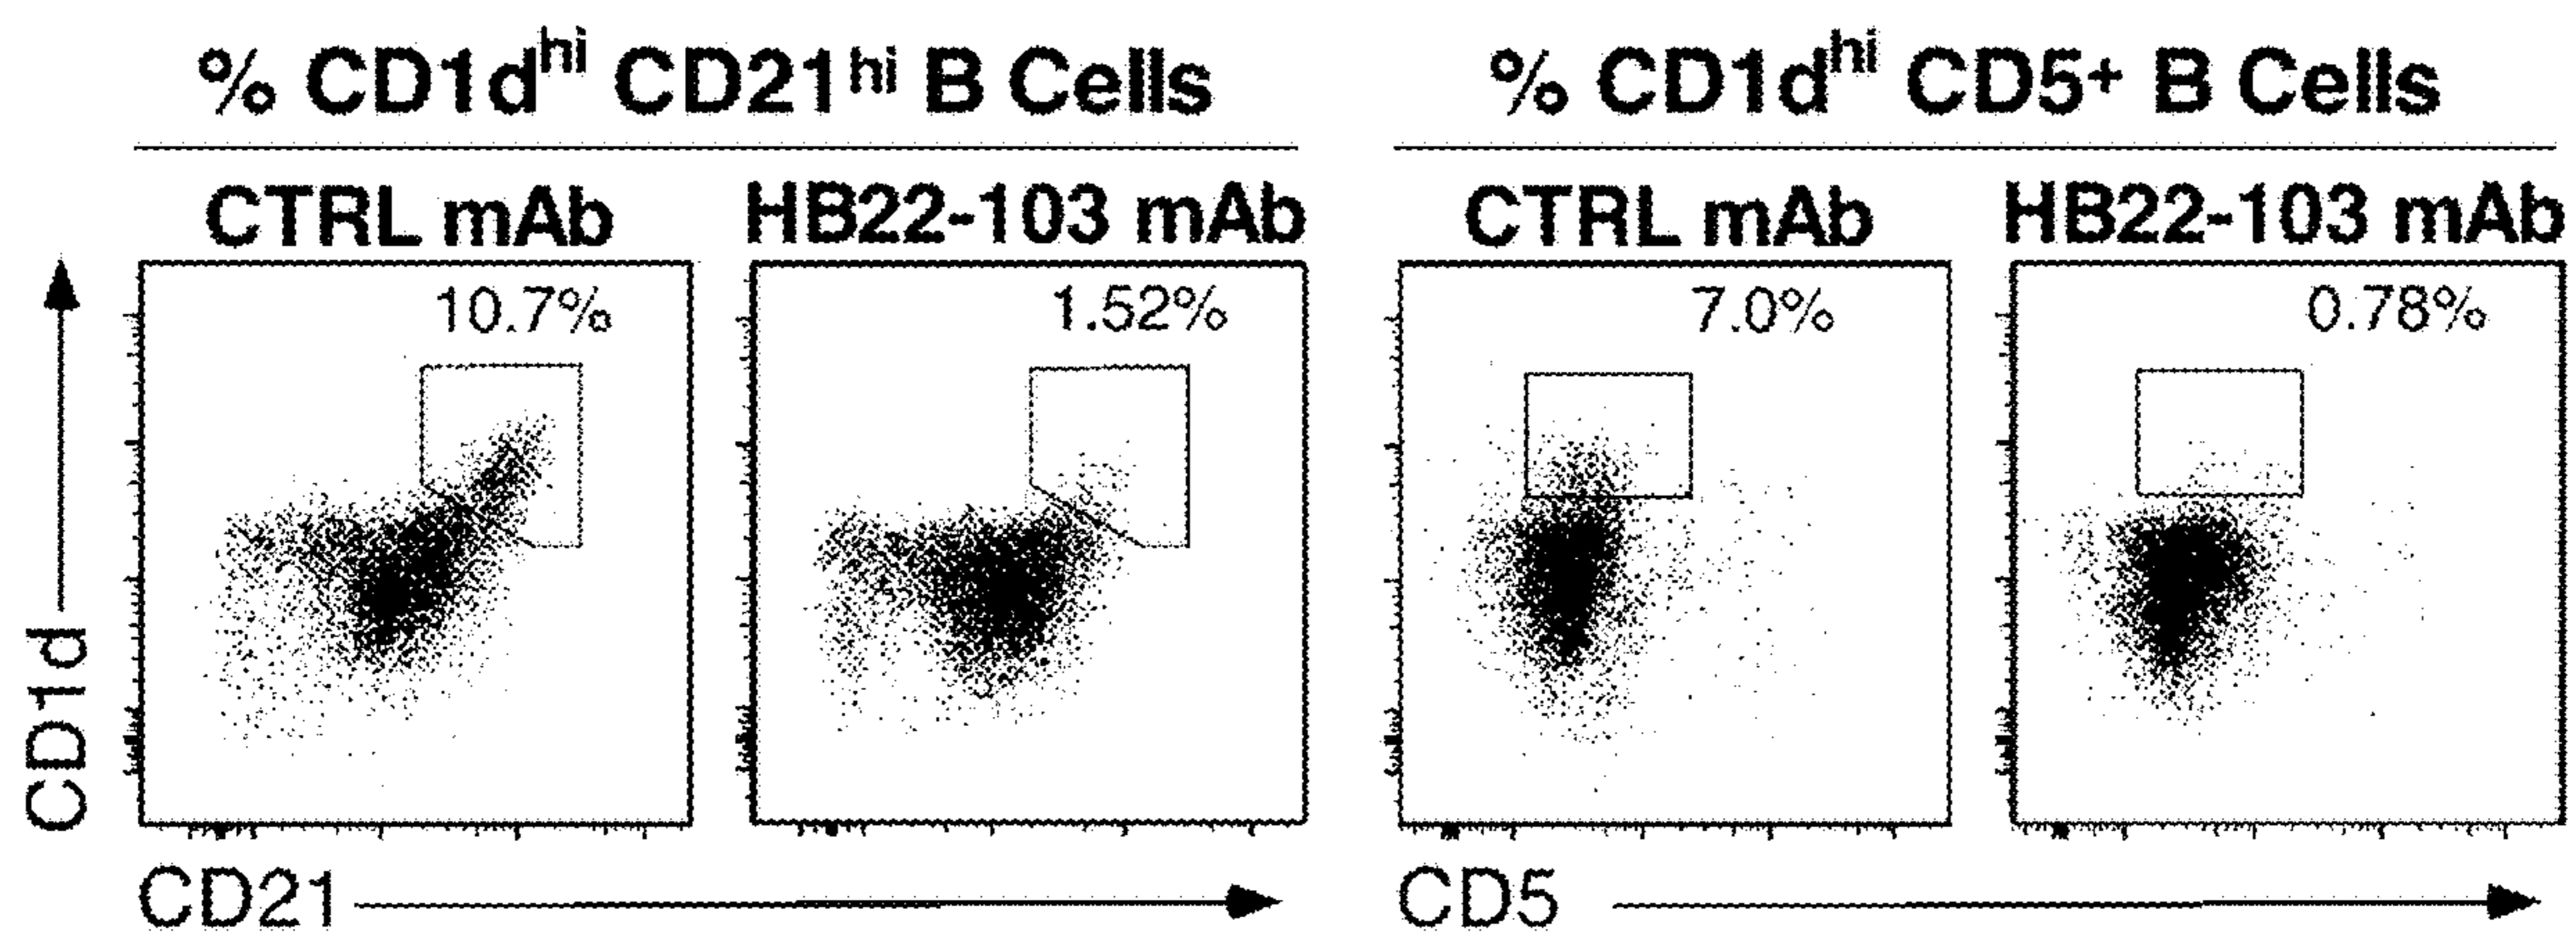 % CD1dhi CD21hi B Cells
% CD1dhi CD5+ B Cells
CTRL mAb
HB22-103 mAb
CTRL mAb
HB22-103 mAb
10.7%
1.52%
7.0%
0.78%
CD1d
CD21
CD5